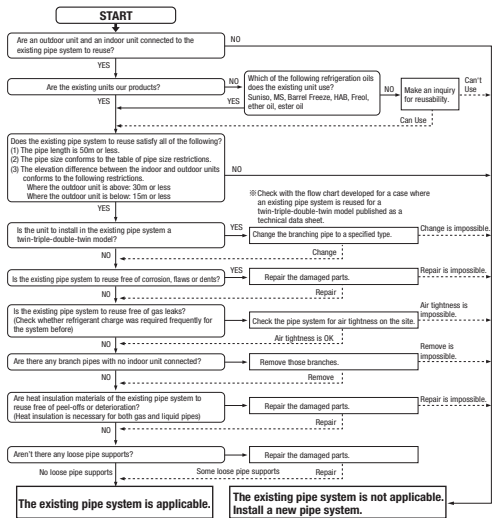 START
Are an outdoor unit and an indoor unit connected to the
existing pipe system to reuse?
NO
YES
Are the existing units our products?
NO
YES
Which of the following refrigeration oils
does the existing unit use?
Suniso, MS, Barrel Freeze, HAB, Freol,
ether oil, ester oil
YES
NO
Make an inquiry
for reusability.
Can't
Use
Can Use
Does the existing pipe system to reuse satisfy all of the following?
(1) The pipe length is 50m or less.
(2) The pipe size conforms to the table of pipe size restrictions.
(3) The elevation difference between the indoor and outdoor units
conforms to the following restrictions.
Where the outdoor unit is above: 30m or less
Where the outdoor unit is below: 15m or less
NO
YES
※Check with the flow chart developed for a case where
an existing pipe system is reused for a
twin-triple-double-twin model published as a
technical data sheet.
Is the unit to install in the existing pipe system a
twin-triple-double-twin model?
YES
Change the branching pipe to a specified type.
Change is impossible.
NO
Change
Is the existing pipe system to reuse free of corrosion, flaws or dents?
YES
Repair the damaged parts.
Repair is impossible.
NO
Repair
Is the existing pipe system to reuse free of gas leaks?
(Check whether refrigerant charge was required frequently for
the system before)
Check the pipe system for air tightness on the site.
Air tightness is
impossible.
NO
Air tightness is OK
Are there any branch pipes with no indoor unit connected?
Remove those branches.
Remove is
impossible.
NO
Remove
Are heat insulation materials of the existing pipe system to
reuse free of peel-offs or deterioration?
(Heat insulation is necessary for both gas and liquid pipes)
Repair the damaged parts.
Repair is impossible.
NO
Repair
Aren't there any loose pipe supports?
Repair the damaged parts.
No loose pipe supports
Some loose pipe supports
Repair
The existing pipe system is applicable.
The existing pipe system is not applicable.
Install a new pipe system.